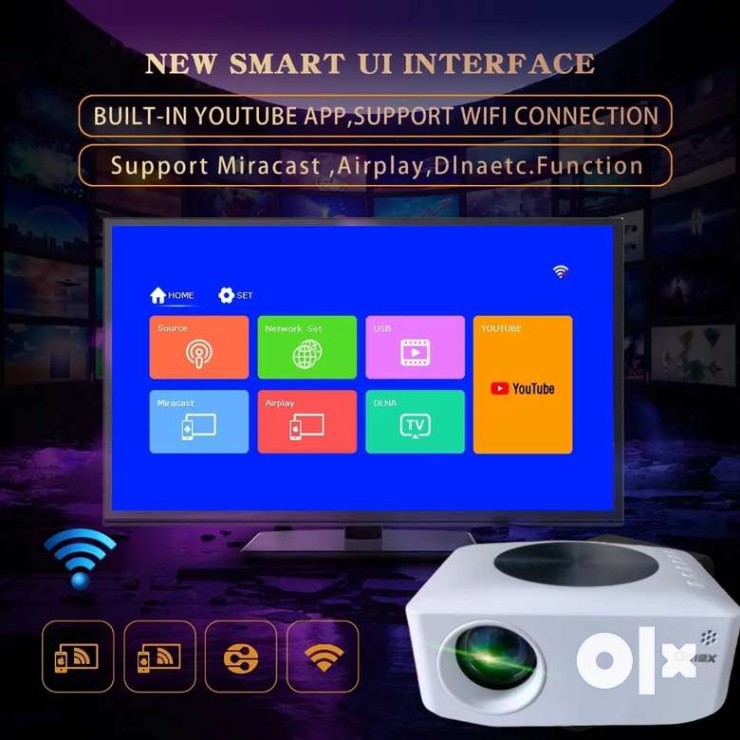 NEW SMART UI INTERFACE
BUILT-IN YOUTUBE APP,SUPPORT WIFI CONNECTION
Support Miracast ,Airplay,Dlnaetc.Function
HOME
SET
Source
Network Set
USB
YOUTUBE
YouTube
Miracast
Airplay
DLNA
TV
olx